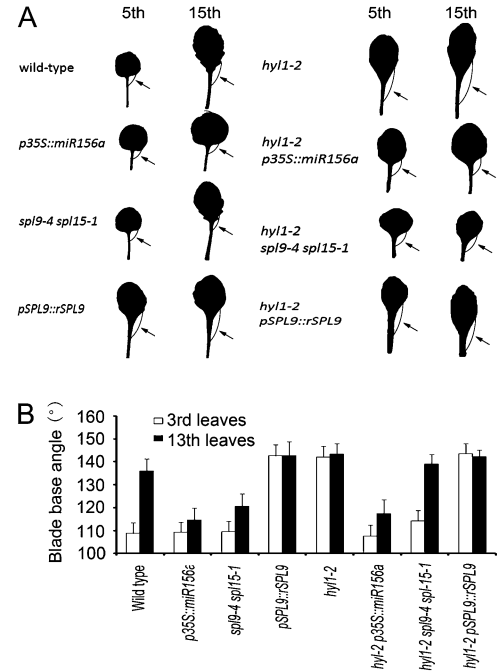 A
5th 15th 5th 15th
wild-type
hyl1-2
p35S::miR156a
hyl1-2
p35S::miR156a
spl9-4 spl15-1
hyl1-2
spl9-4 spl15-1
pSPL9::rSPL9
hyl1-2
pSPL9::rSPL9
B
Blade base angle (°)
160
150
140
130
120
110
100
3rd leaves
13th leaves
Wild type
p35S::miR156a
spl9-4 spl15-1
pSPL9::rSPL9
hyl1-2
hyl-2 p35S::miR156a
hyl1-2 spl9-4 spl-15-1
hyl1-2 pSPL9::rSPL9